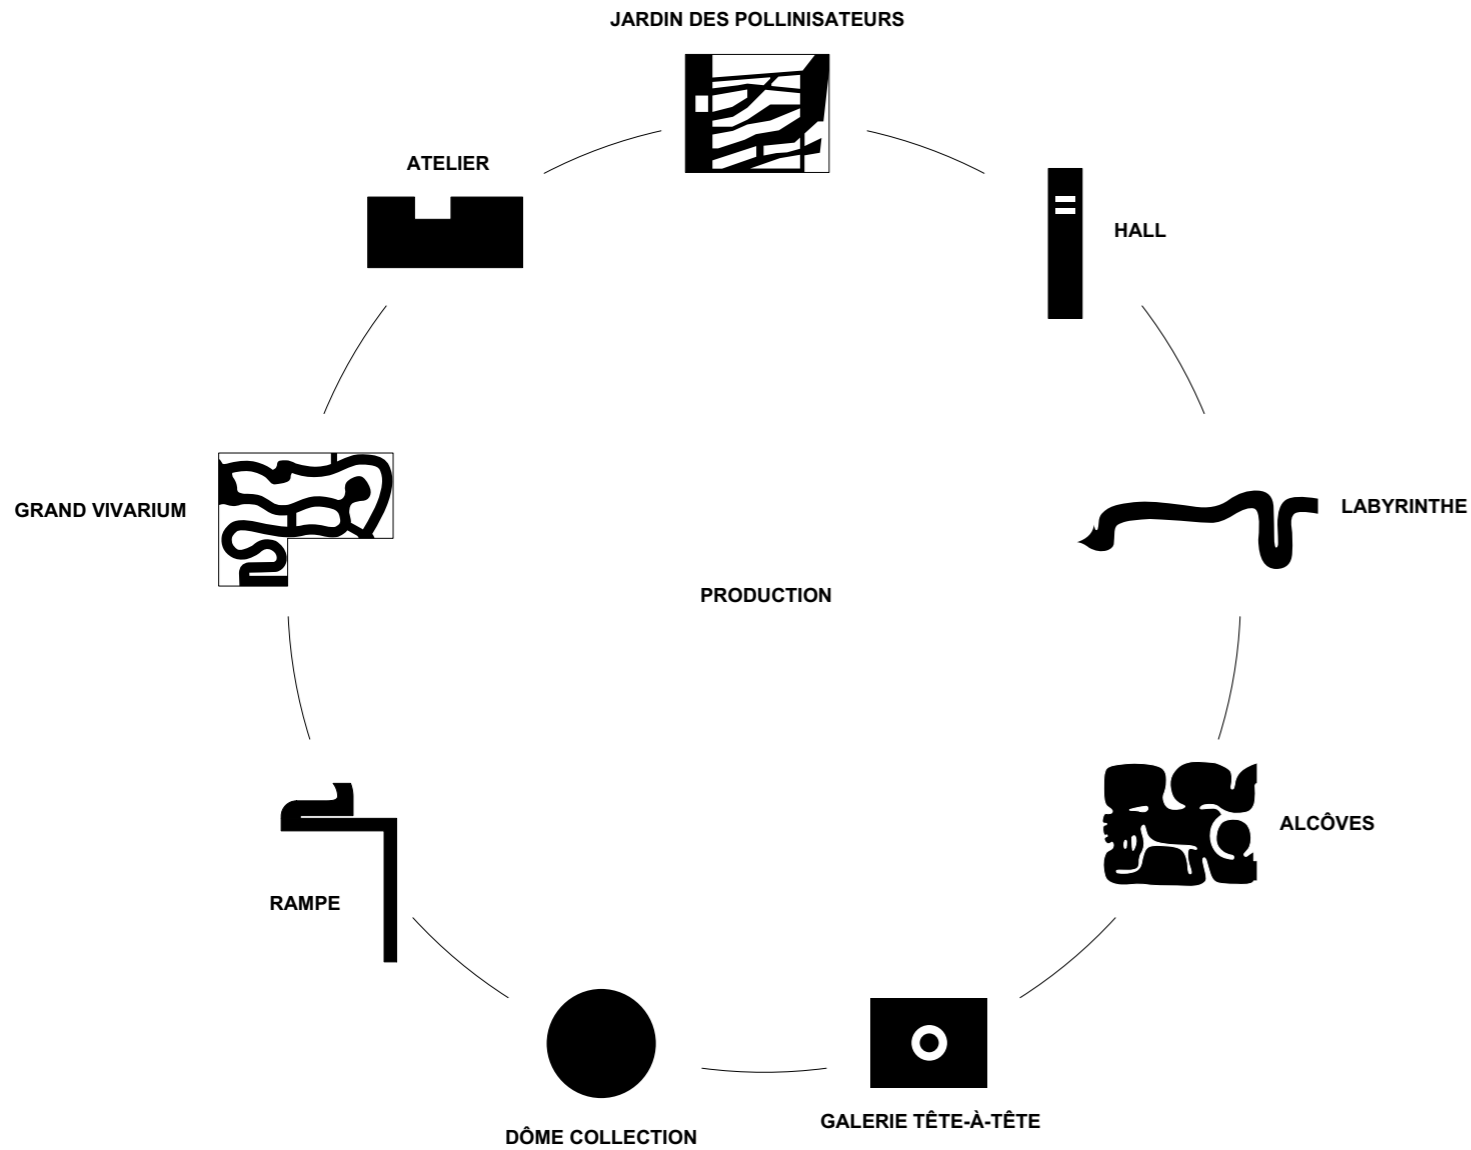 JARDIN DES POLLINISATEURS
ATELIER
HALL
GRAND VIVARIUM
LABYRINTHE
PRODUCTION
ALCÔVES
RAMPE
GALERIE TÊTE-À-TÊTE
DÔME COLLECTION